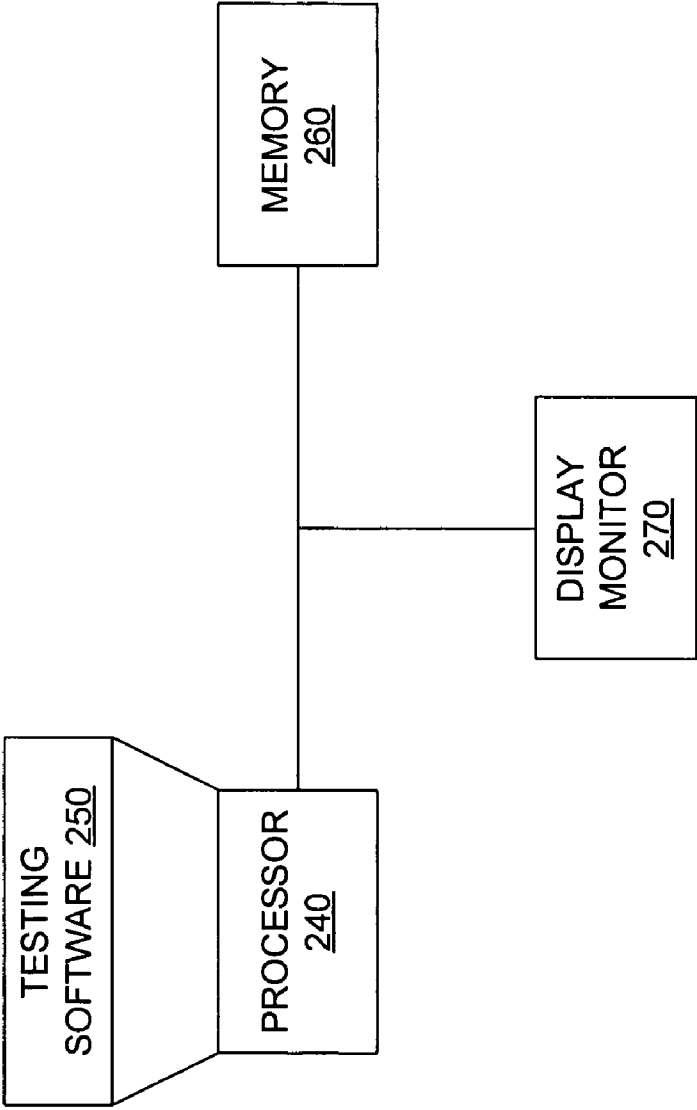 TESTING
SOFTWARE 250
PROCESSOR
240
MEMORY
260
DISPLAY
MONITOR
270